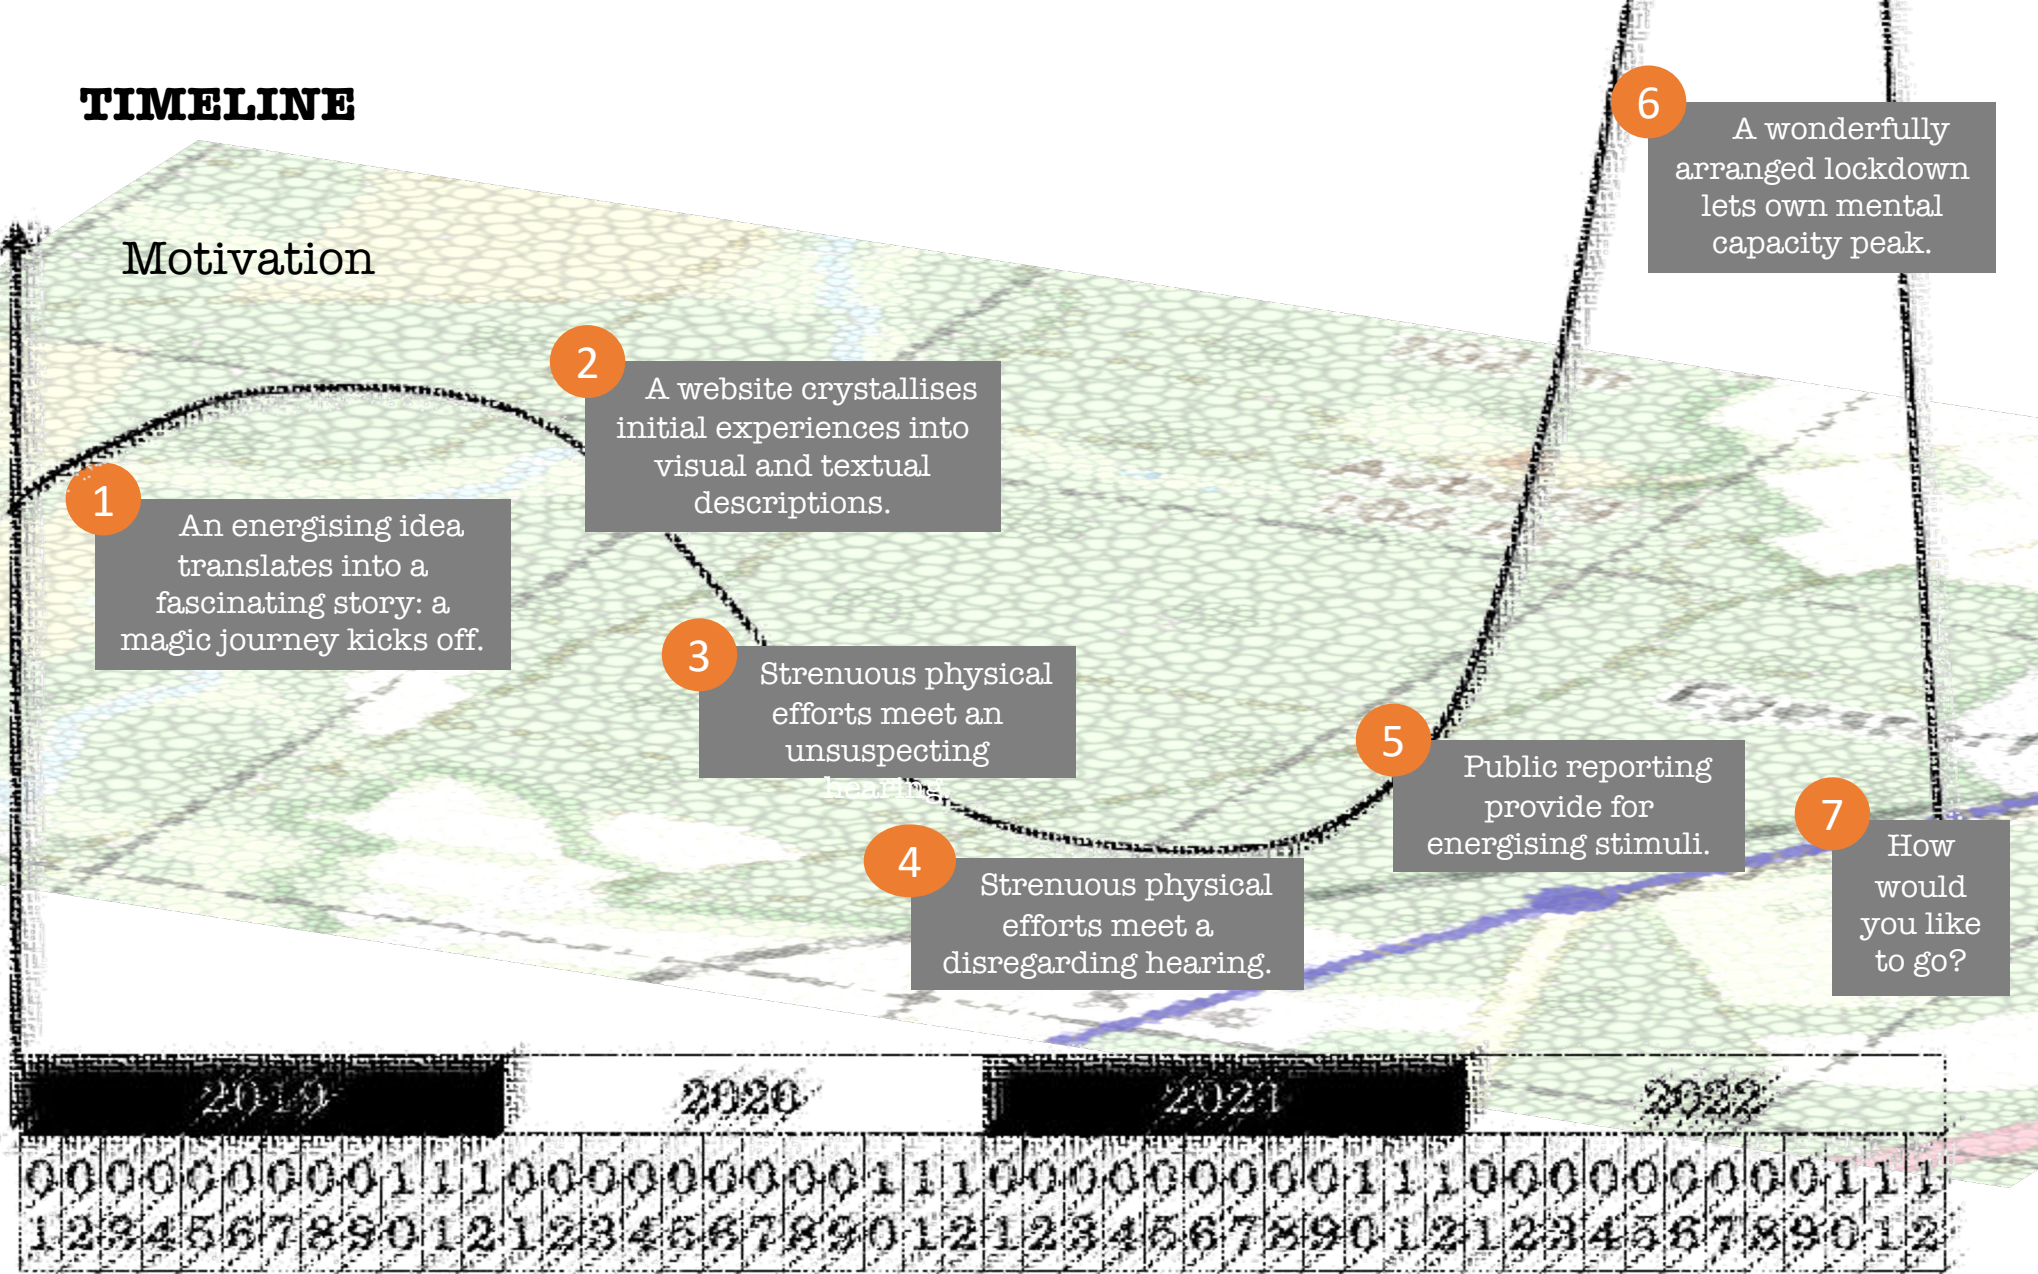 TIMELINE
Motivation
1
An energising idea
translates into a
fascinating story: a
magic journey kicks off.
2
A website crystallises
initial experiences into
visual and textual
descriptions.
3
Strenuous physical
efforts meet an
unsuspecting
hearing.
4
Strenuous physical
efforts meet a
disregarding hearing.
5
Public reporting
provide for
energising stimuli.
6
A wonderfully
arranged lockdown
lets own mental
capacity peak.
7
How
would
you like
to go?
2019 2020 2021 2022
0 0 0 0 0 0 0 0 0 1 1 1 0 0 0 0 0 0 0 0 0 1 1 1 0 0 0 0 0 0 0 0 0 1 1 1 0 0 0 0 0 0 0 0 0 1 1 1
1 2 3 4 5 6 7 8 9 0 1 2 1 2 3 4 5 6 7 8 9 0 1 2 1 2 3 4 5 6 7 8 9 0 1 2 1 2 3 4 5 6 7 8 9 0 1 2